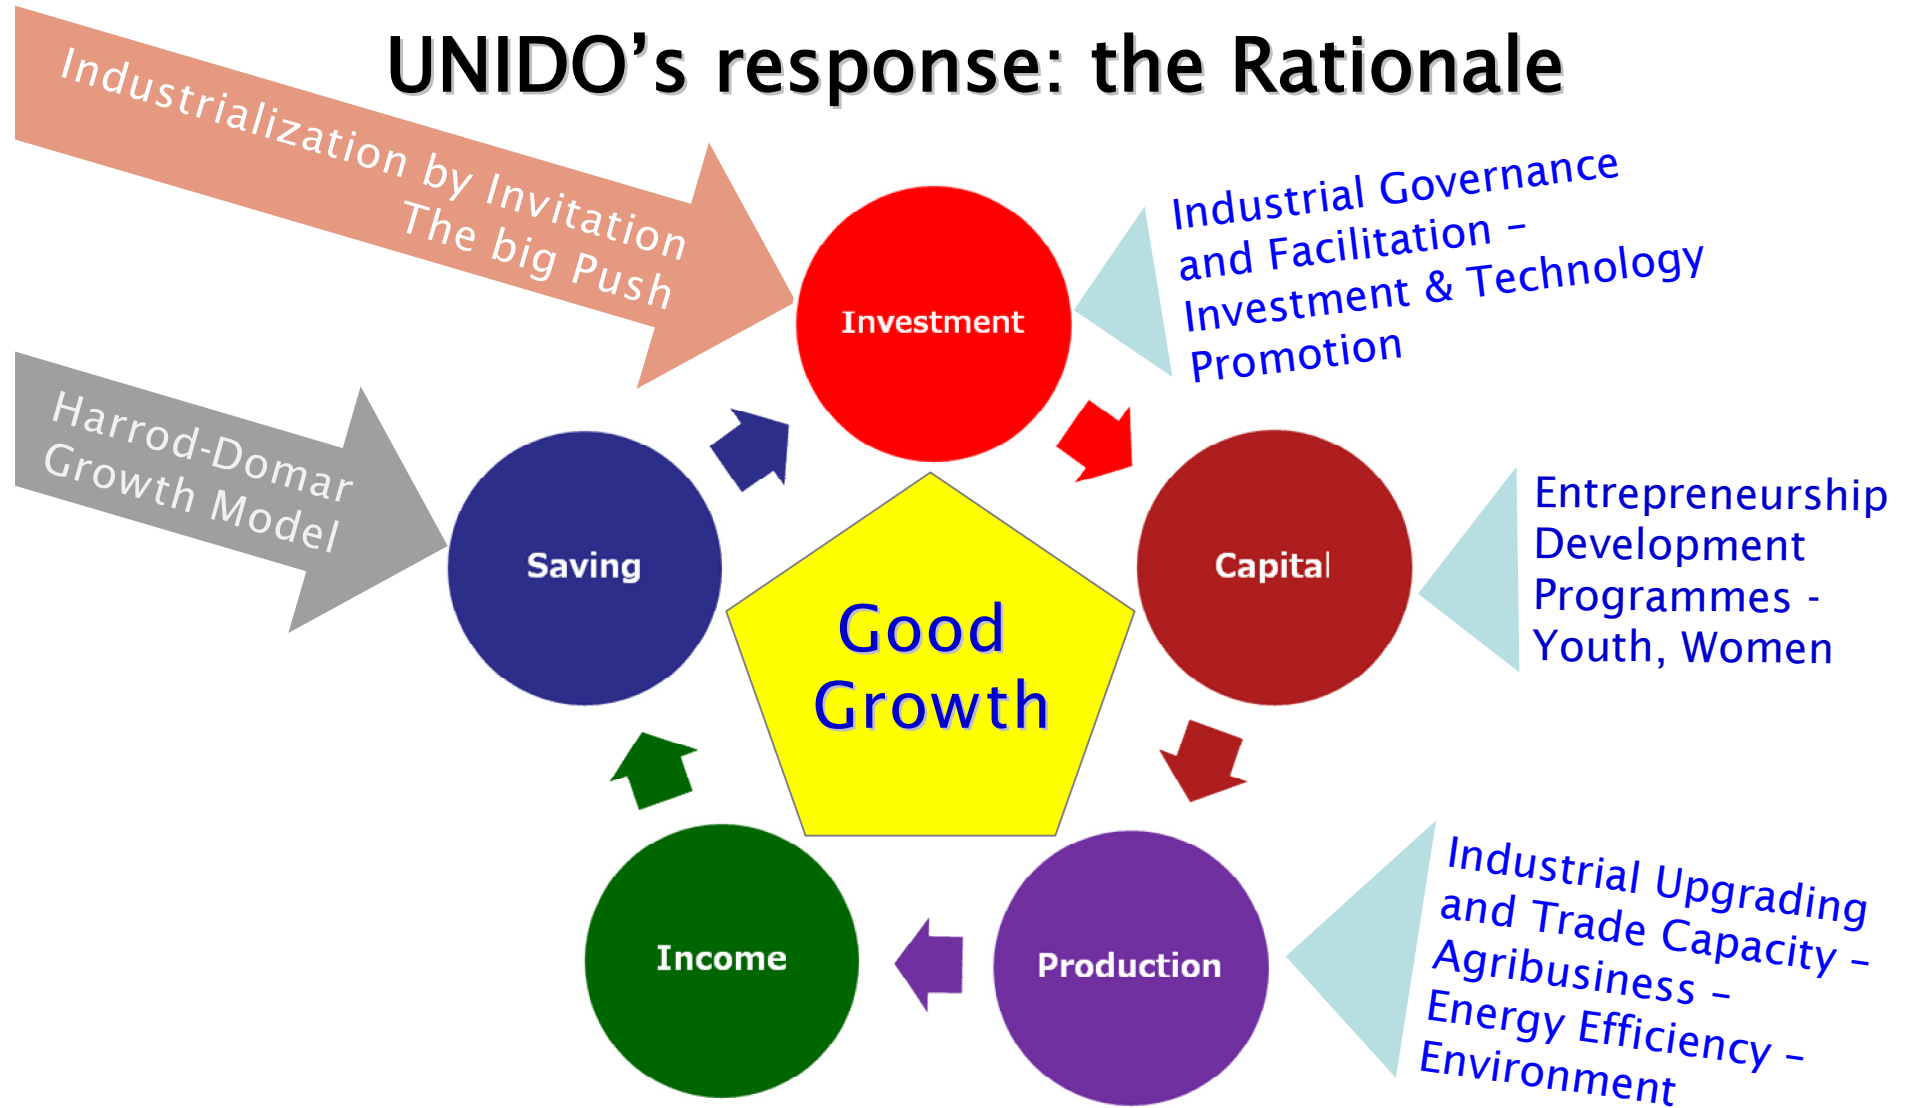 UNIDO’s response: the Rationale
Industrialization by Invitation
The big Push
Industrial Governance
and Facilitation –
Investment & Technology
Promotion
Investment
Harrod-Domar
Growth Model
Saving
Capital
Entrepreneurship
Development
Programmes -
Youth, Women
Good
Growth
Income
Production
Industrial Upgrading
and Trade Capacity –
Agribusiness –
Energy Efficiency –
Environment